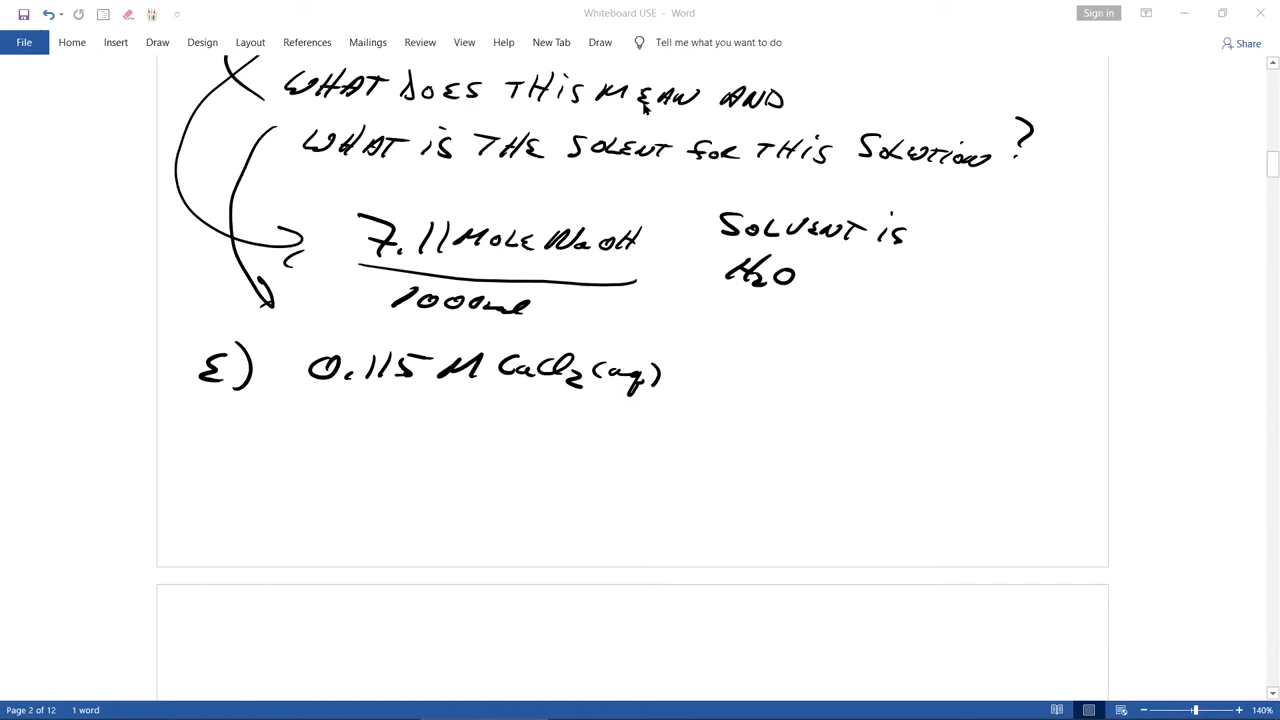 Whiteboard USE - Word
Sign in
File Home Insert Draw Design Layout References Mailings Review View Help New Tab Draw Tell me what you want to do Share
WHAT DOES THIS MEAN AND
WHAT IS THE SOLENT FOR THIS SOLUTION?
7.11 MOLE NaOH
1000ml
SOLVENT is
H₂O
E) 0.115 M CaCl₂ (aq)
Page 2 of 12 1 word 140%